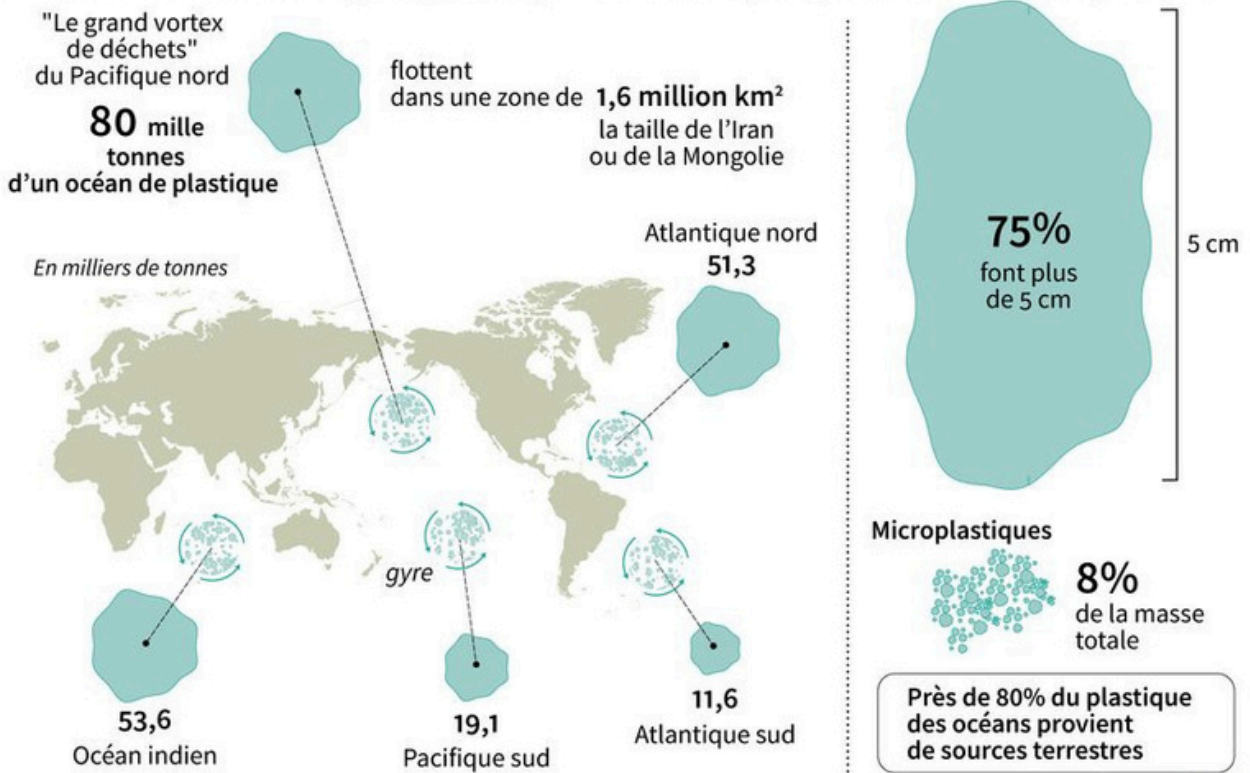 "Le grand vortex
de déchets"
du Pacifique nord
80 mille
tonnes
d'un océan de plastique
flottent
dans une zone de 1,6 million km²
la taille de l'Iran
ou de la Mongolie
En milliers de tonnes
Atlantique nord
51,3
gyre
53,6
Océan indien
19,1
Pacifique sud
11,6
Atlantique sud
75%
font plus
de 5 cm
5 cm
Microplastiques
8%
de la masse
totale
Près de 80% du plastique
des océans provient
de sources terrestres